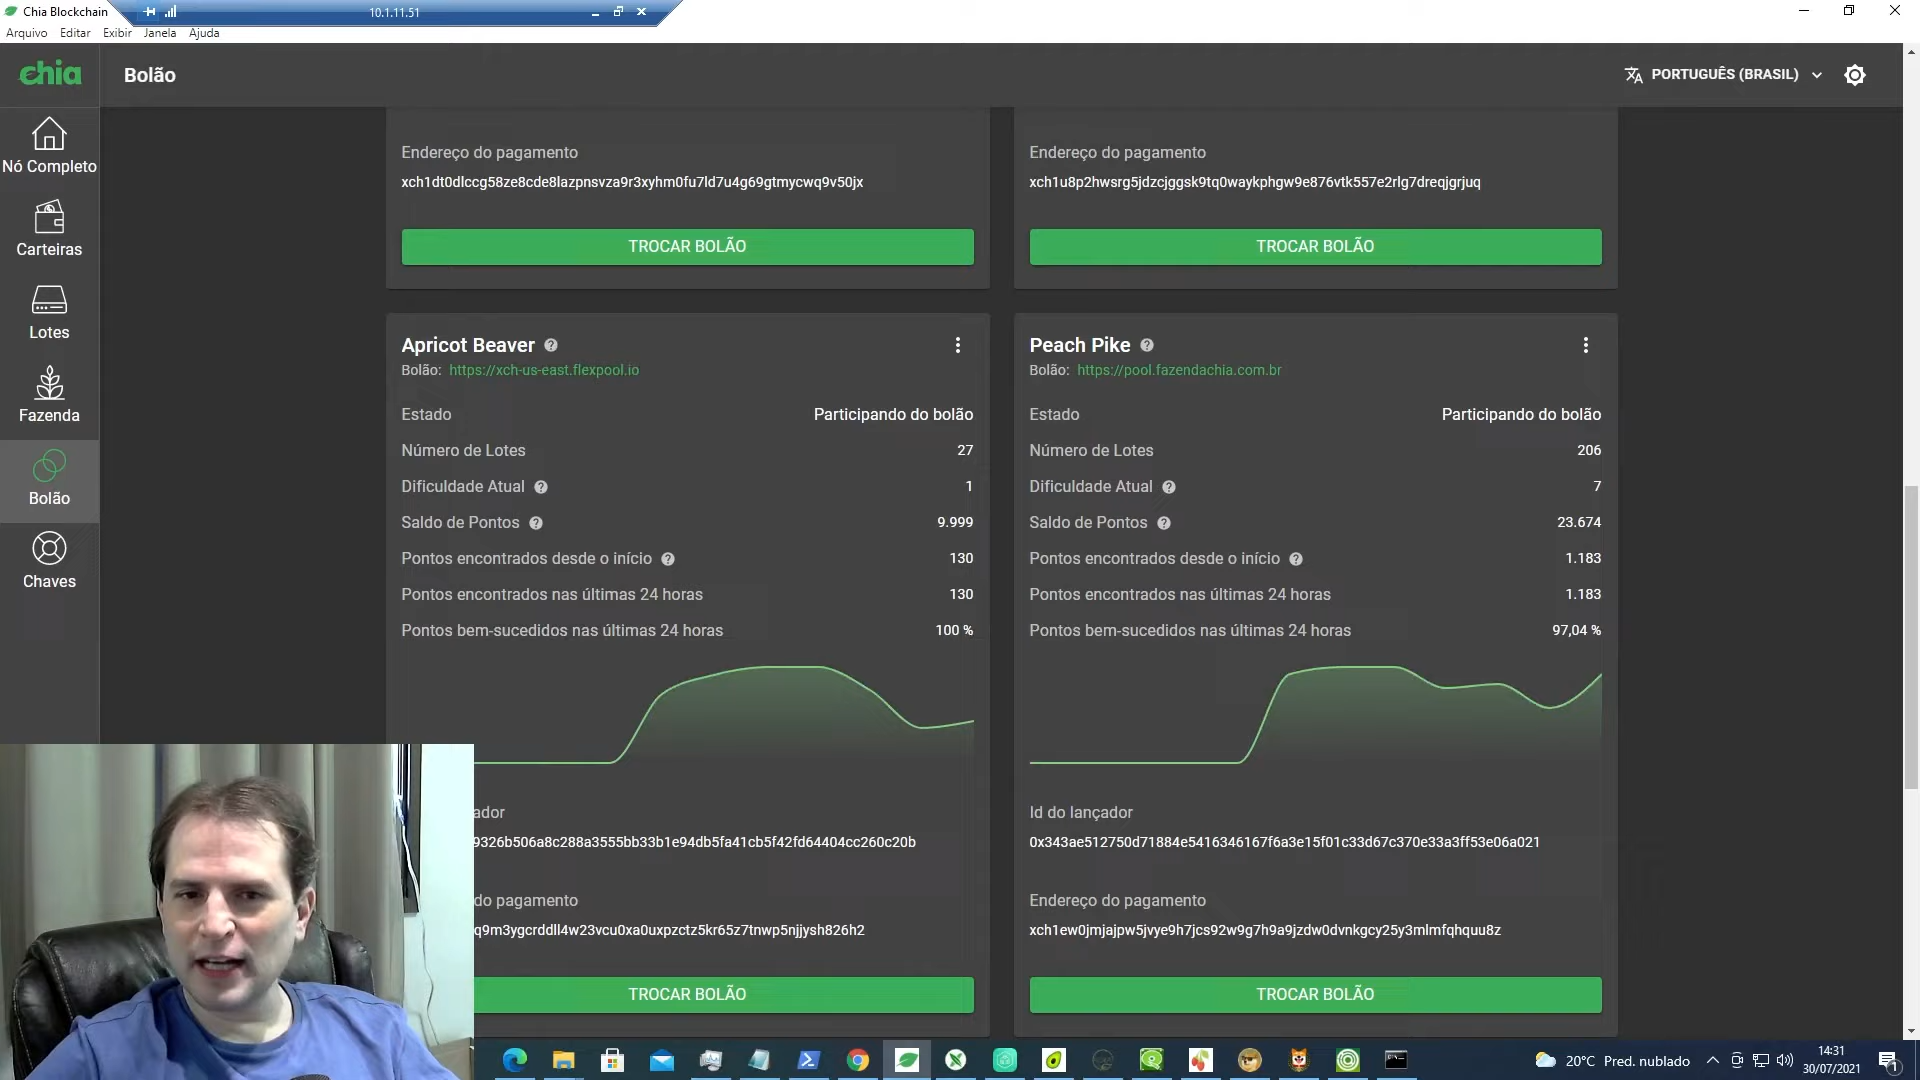 Chia Blockchain
10.1.11.51
Arquivo Editar Exibir Janela Ajuda
chia
Bolão
PORTUGUÊS (BRASIL)
Nó Completo
Carteiras
Lotes
Fazenda
Bolão
Chaves
Endereço do pagamento
xch1dt0dlccg58ze8cde8lazpnsvza9r3xyhm0fu7ld7u4g69gtmycwq9v50jx
TROCAR BOLÃO
Endereço do pagamento
xch1u8p2hwsrg5jdzcjggsk9tq0waykphgw9e876vtk557e2rlg7dreqjgrjuq
TROCAR BOLÃO
Apricot Beaver
Bolão: https://xch-us-east.flexpool.io
Estado Participando do bolão
Número de Lotes 27
Dificuldade Atual 1
Saldo de Pontos 9.999
Pontos encontrados desde o início 130
Pontos encontrados nas últimas 24 horas 130
Pontos bem-sucedidos nas últimas 24 horas 100 %
ador
9326b506a8c288a3555bb33b1e94db5fa41cb5f42fd64404cc260c20b
do pagamento
q9m3ygcrddll4w23vcu0xa0uxpzctz5kr65z7tnwp5njjysh826h2
TROCAR BOLÃO
Peach Pike
Bolão: https://pool.fazendachia.com.br
Estado Participando do bolão
Número de Lotes 206
Dificuldade Atual 7
Saldo de Pontos 23.674
Pontos encontrados desde o início 1.183
Pontos encontrados nas últimas 24 horas 1.183
Pontos bem-sucedidos nas últimas 24 horas 97,04 %
Id do lançador
0x343ae512750d71884e5416346167f6a3e15f01c33d67c370e33a3ff53e06a021
Endereço do pagamento
xch1ew0jmjajpw5jvye9h7jcs92w9g7h9a9jzdw0dvnkgcy25y3mlmfqhquu8z
TROCAR BOLÃO
20°C Pred. nublado
14:31
30/07/2021
1